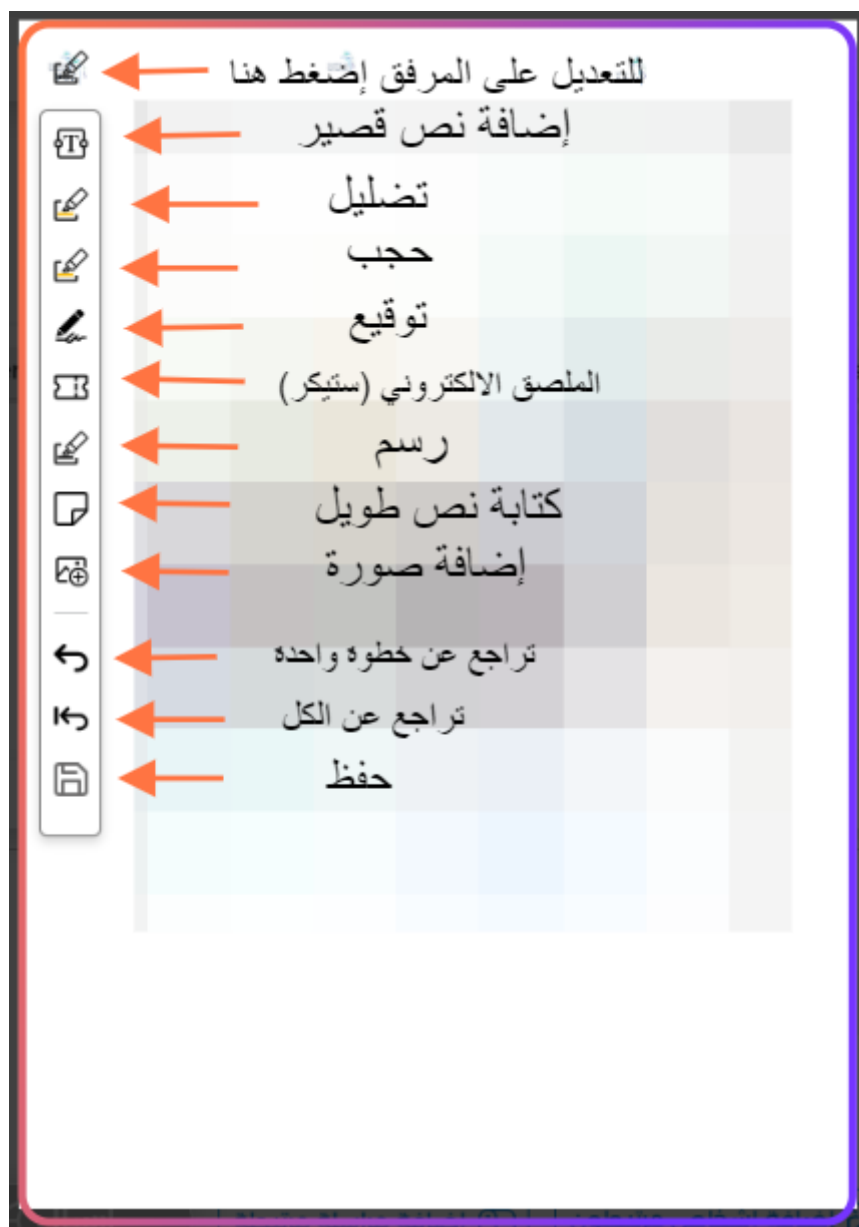 للتعديل على المرفق إضغط هنا
إضافة نص قصير
تضليل
حجب
توقيع
الملصق الالكتروني (ستيكر)
رسم
كتابة نص طويل
إضافة صورة
تراجع عن خطوة واحده
تراجع عن الكل
حفظ